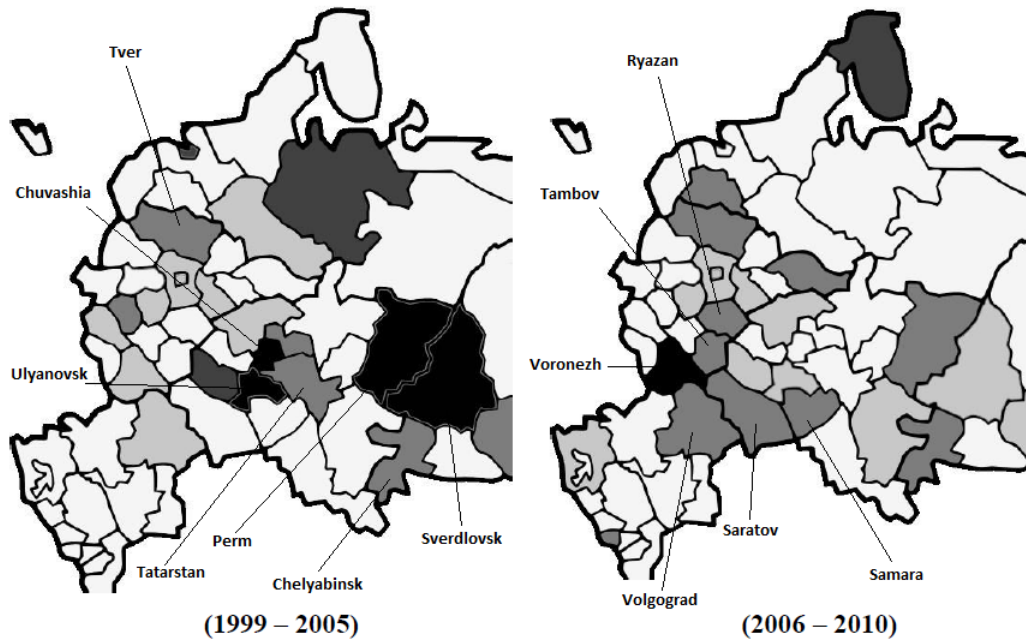 Tver
Chuvashia
Ulyanovsk
Perm
Tatarstan
Chelyabinsk
Sverdlovsk
(1999 – 2005)
Ryazan
Tambov
Voronezh
Saratov
Samara
Volgograd
(2006 – 2010)